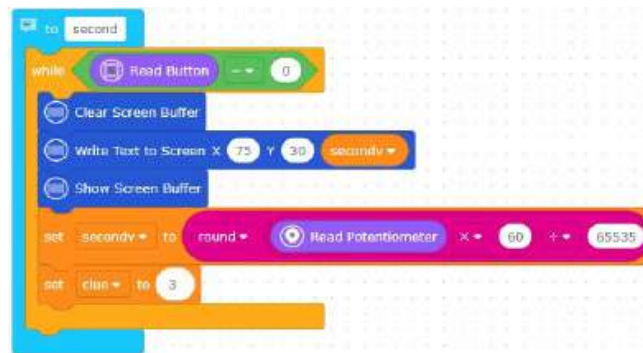 to second
while Read Button = 0
Clear Screen Buffer
Write Text to Screen X 75 Y 30 secondv
Show Screen Buffer
set secondv to round Read Potentiometer × 60 ÷ 65535
set to 3